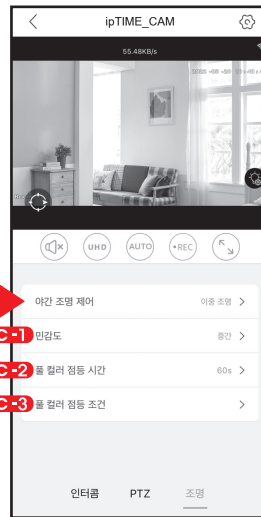 ipTIME_CAM
55.48KB/s
UHD
AUTO
•REC
야간 조명 제어
이중 조명
C-1 민감도
중간
C-2 풀 컬러 점등 시간
60s
C-3 풀 컬러 점등 조건
인터콤
PTZ
조명